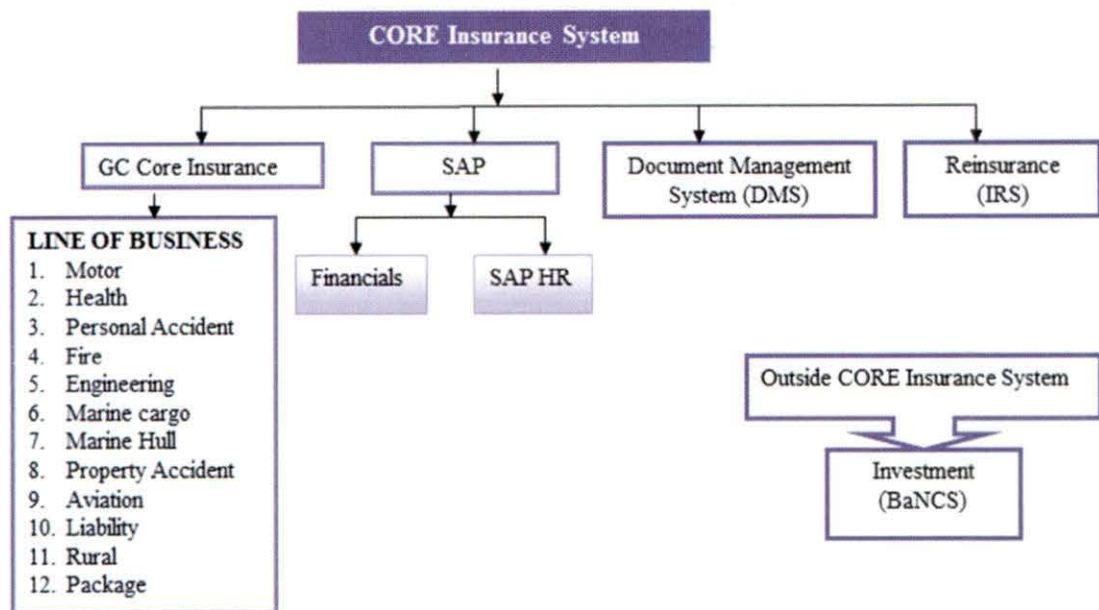 CORE Insurance System
GC Core Insurance
SAP
Document Management
System (DMS)
Reinsurance
(IRS)
LINE OF BUSINESS
1. Motor
2. Health
3. Personal Accident
4. Fire
5. Engineering
6. Marine cargo
7. Marine Hull
8. Property Accident
9. Aviation
10. Liability
11. Rural
12. Package
Financials
SAP HR
Outside CORE Insurance System
Investment
(BaNCS)